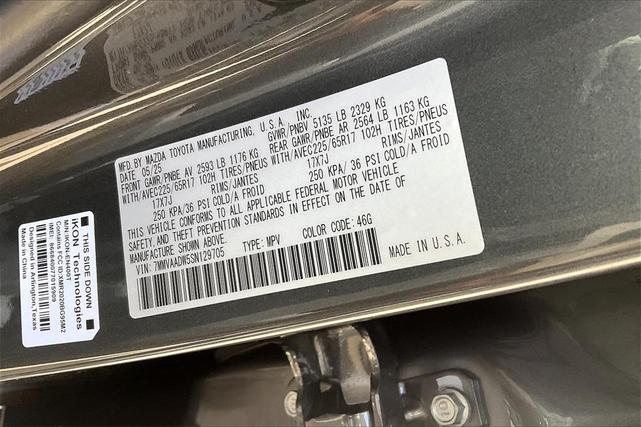 MFD.BY MAZDA TOYOTA MANUFACTURING, U.S.A. INC.
DATE: 05/25 GVWR/PNBV 5135 LB 2329 KG
FRONT GAWR/PNBE AV 2593 LB 1176 KG REAR GAWR/PNBE AR 2564 LB 1163 KG
WITH/AVEC225/65R17 102H TIRES/PNEUS WITH/AVEC225/65R17 102H TIRES/PNEUS
17X7J RIMS/JANTES 17X7J RIMS/JANTES
250 KPA/36 PSI COLD/A FROID 250 KPA/ 36 PSI COLD/A FROID
THIS VEHICLE CONFORMS TO ALL APPLICABLE FEDERAL MOTOR VEHICLE
SAFETY, AND THEFT PREVENTION STANDARDS IN EFFECT ON THE DATE OF
MANUFACTURE SHOWN ABOVE.
VIN: 7MMVAADN5SN129705 TYPE: MPV COLOR CODE: 46G
MADE IN U.S.A.
THIS SIDE DOWN
iKON Technologies
Contains FCC ID:XMR2020BG95M2
Designed in Arlington,Texas
Made in China